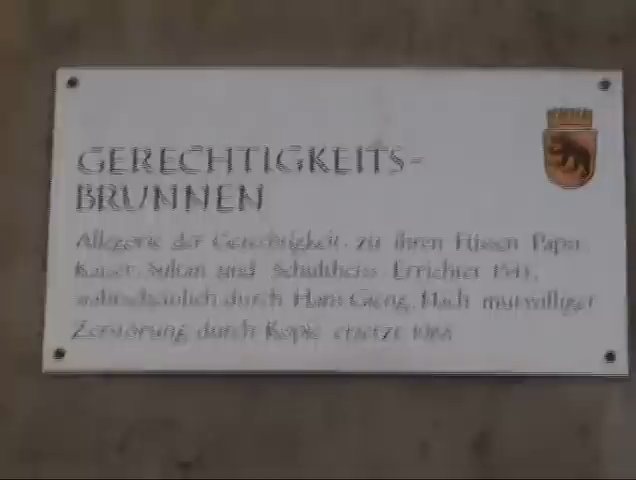 GERECHTIGKEITS-
BRUNNEN
Allegorie der Gerechtigkeit, zu ihren Füssen Papst,
Kaiser, Sultan und Schultheiss. Errichtet
wahrscheinlich durch Hans Gieng. Nach mutwilliger
Zerstörung durch Kopie ersetzt